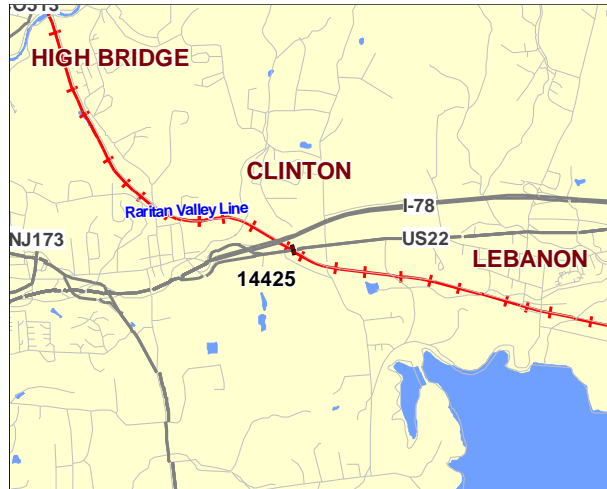 HIGH BRIDGE
CLINTON
Raritan Valley Line
I-78
NJ173
US22
LEBANON
14425